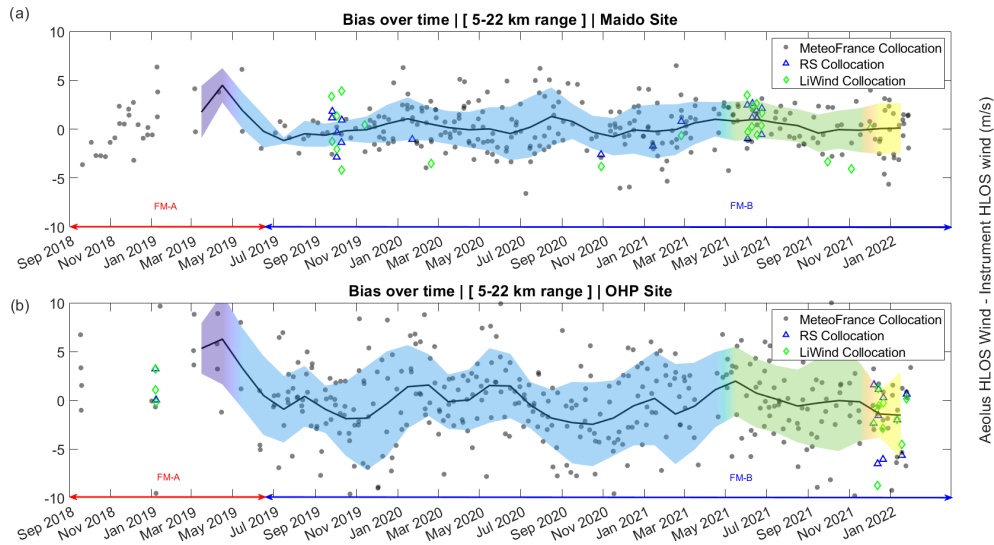 (a)
Bias over time | [ 5-22 km range ] | Maido Site
10
5
0
-5
-10
MeteoFrance Collocation
RS Collocation
LiWind Collocation
FM-A
FM-B
Sep 2018
Nov 2018
Jan 2019
Mar 2019
May 2019
Jul 2019
Sep 2019
Nov 2019
Jan 2020
Mar 2020
May 2020
Jul 2020
Sep 2020
Nov 2020
Jan 2021
Mar 2021
May 2021
Jul 2021
Sep 2021
Nov 2021
Jan 2022
Aeolus HLOS Wind - Instrument HLOS wind (m/s)
(b)
Bias over time | [ 5-22 km range ] | OHP Site
10
5
0
-5
-10
MeteoFrance Collocation
RS Collocation
LiWind Collocation
FM-A
FM-B
Sep 2018
Nov 2018
Jan 2019
Mar 2019
May 2019
Jul 2019
Sep 2019
Nov 2019
Jan 2020
Mar 2020
May 2020
Jul 2020
Sep 2020
Nov 2020
Jan 2021
Mar 2021
May 2021
Jul 2021
Sep 2021
Nov 2021
Jan 2022